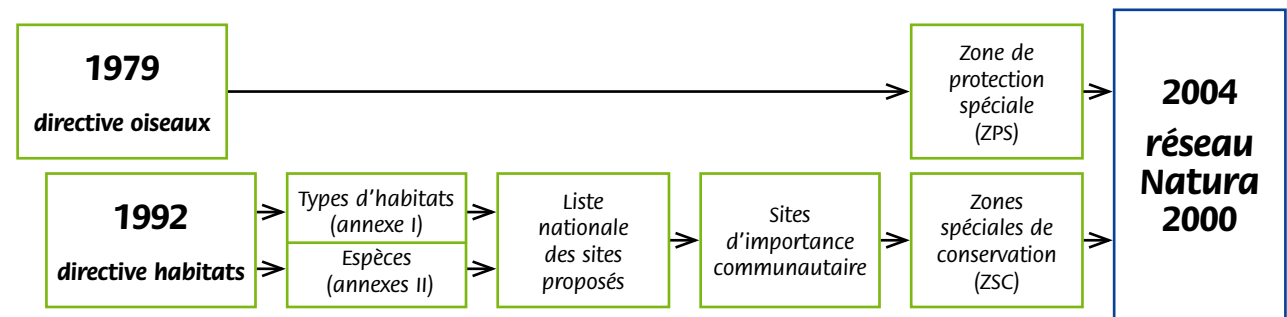 1979
directive oiseaux
Zone de
protection
spéciale
(ZPS)
1992
directive habitats
Types d'habitats
(annexe I)
Espèces
(annexes II)
Liste
nationale
des sites
proposés
Sites
d'importance
communautaire
Zones
spéciales de
conservation
(ZSC)
2004
réseau
Natura
2000